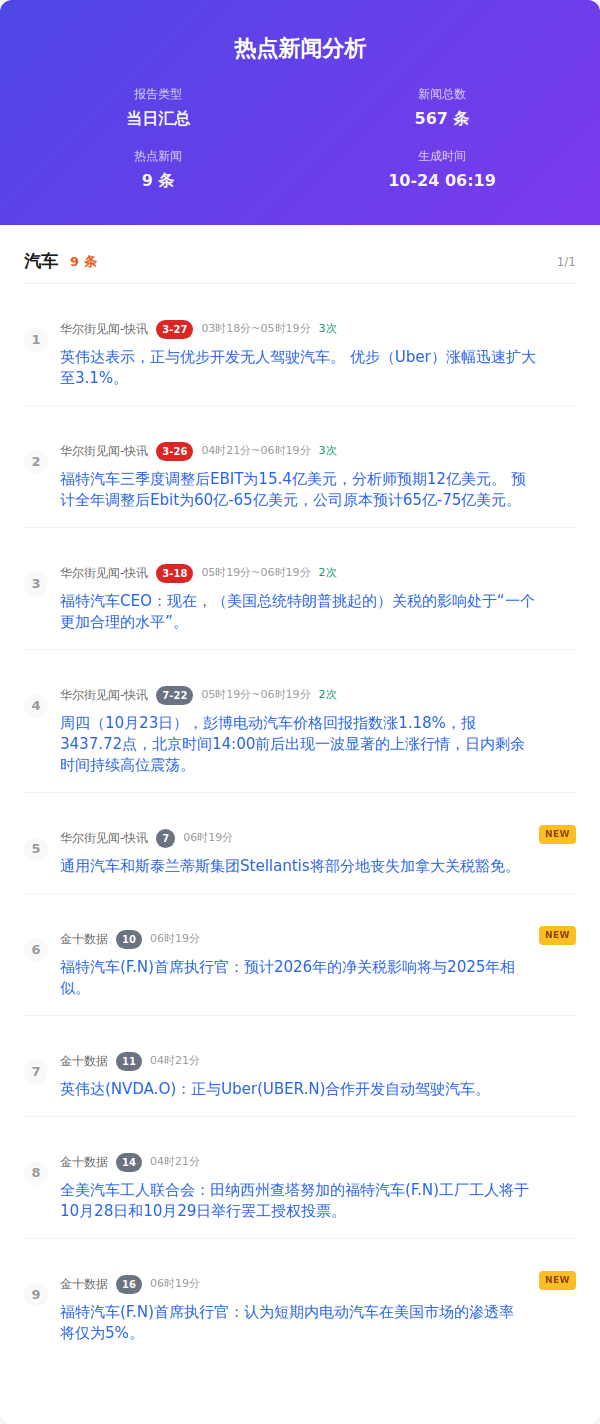 热点新闻分析
报告类型
新闻总数
当日汇总
567 条
热点新闻
生成时间
9 条
10-24 06:19
汽车 9 条 1/1
1 华尔街见闻-快讯 3-27 03时18分~05时19分 3次
英伟达表示，正与优步开发无人驾驶汽车。 优步（Uber）涨幅迅速扩大
至3.1%。
2 华尔街见闻-快讯 3-26 04时21分~06时19分 3次
福特汽车三季度调整后EBIT为15.4亿美元，分析师预期12亿美元。 预
计全年调整后Ebit为60亿-65亿美元，公司原本预计65亿-75亿美元。
3 华尔街见闻-快讯 3-18 05时19分~06时19分 2次
福特汽车CEO：现在，（美国总统特朗普挑起的）关税的影响处于“一个
更加合理的水平”。
4 华尔街见闻-快讯 7-22 05时19分~06时19分 2次
周四（10月23日），彭博电动汽车价格回报指数涨1.18%，报
3437.72点，北京时间14:00前后出现一波显著的上涨行情，日内剩余
时间持续高位震荡。
5 华尔街见闻-快讯 7 06时19分 NEW
通用汽车和斯泰兰蒂斯集团Stellantis将部分地丧失加拿大关税豁免。
6 金十数据 10 06时19分 NEW
福特汽车(F.N)首席执行官：预计2026年的净关税影响将与2025年相
似。
7 金十数据 11 04时21分
英伟达(NVDA.O)：正与Uber(UBER.N)合作开发自动驾驶汽车。
8 金十数据 14 04时21分
全美汽车工人联合会：田纳西州查塔努加的福特汽车(F.N)工厂工人将于
10月28日和10月29日举行罢工授权投票。
9 金十数据 16 06时19分 NEW
福特汽车(F.N)首席执行官：认为短期内电动汽车在美国市场的渗透率
将仅为5%。